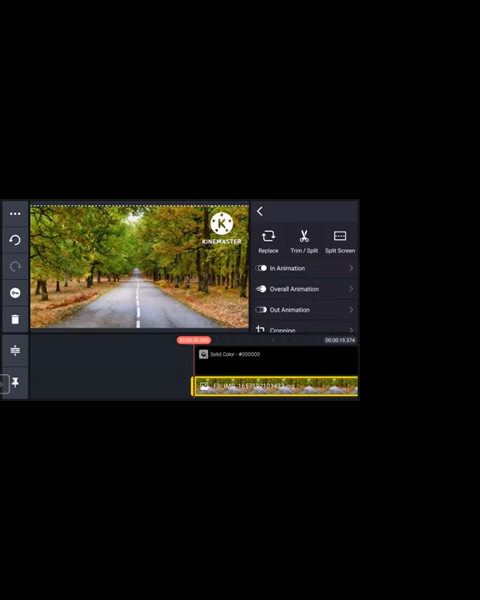 KINEMASTER
Replace
Trim / Split
Split Screen
In Animation
Overall Animation
Out Animation
Cropping
00:00:00.000
00:00:19.374
Solid Color - #000000